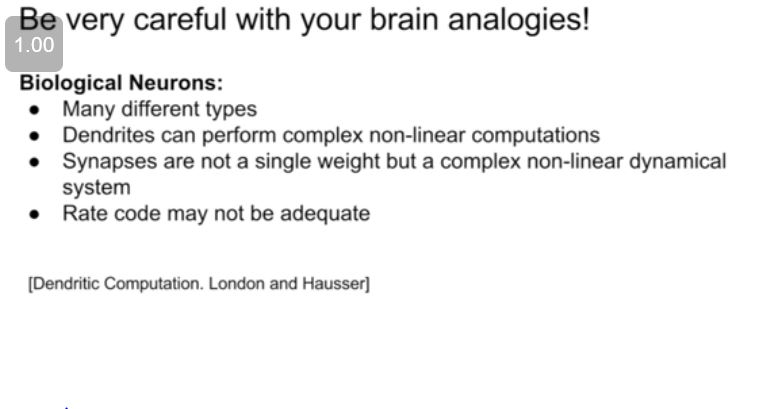 Be very careful with your brain analogies!
1.00
Biological Neurons:
● Many different types
● Dendrites can perform complex non-linear computations
● Synapses are not a single weight but a complex non-linear dynamical
system
● Rate code may not be adequate
[Dendritic Computation. London and Hausser]